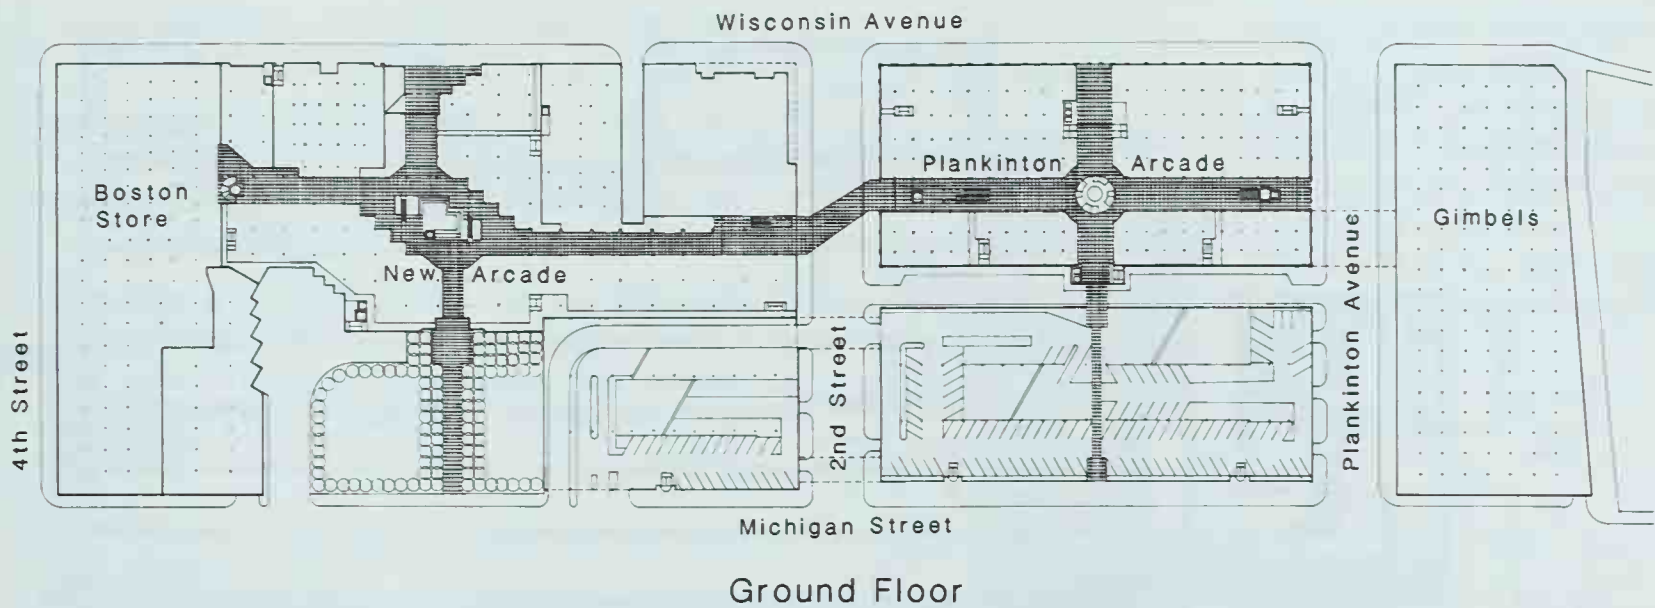 Wisconsin Avenue
Plankinton Arcade
Boston
Store
Gimbels
New Arcade
4th Street
2nd Street
Plankinton Avenue
Michigan Street
Ground Floor